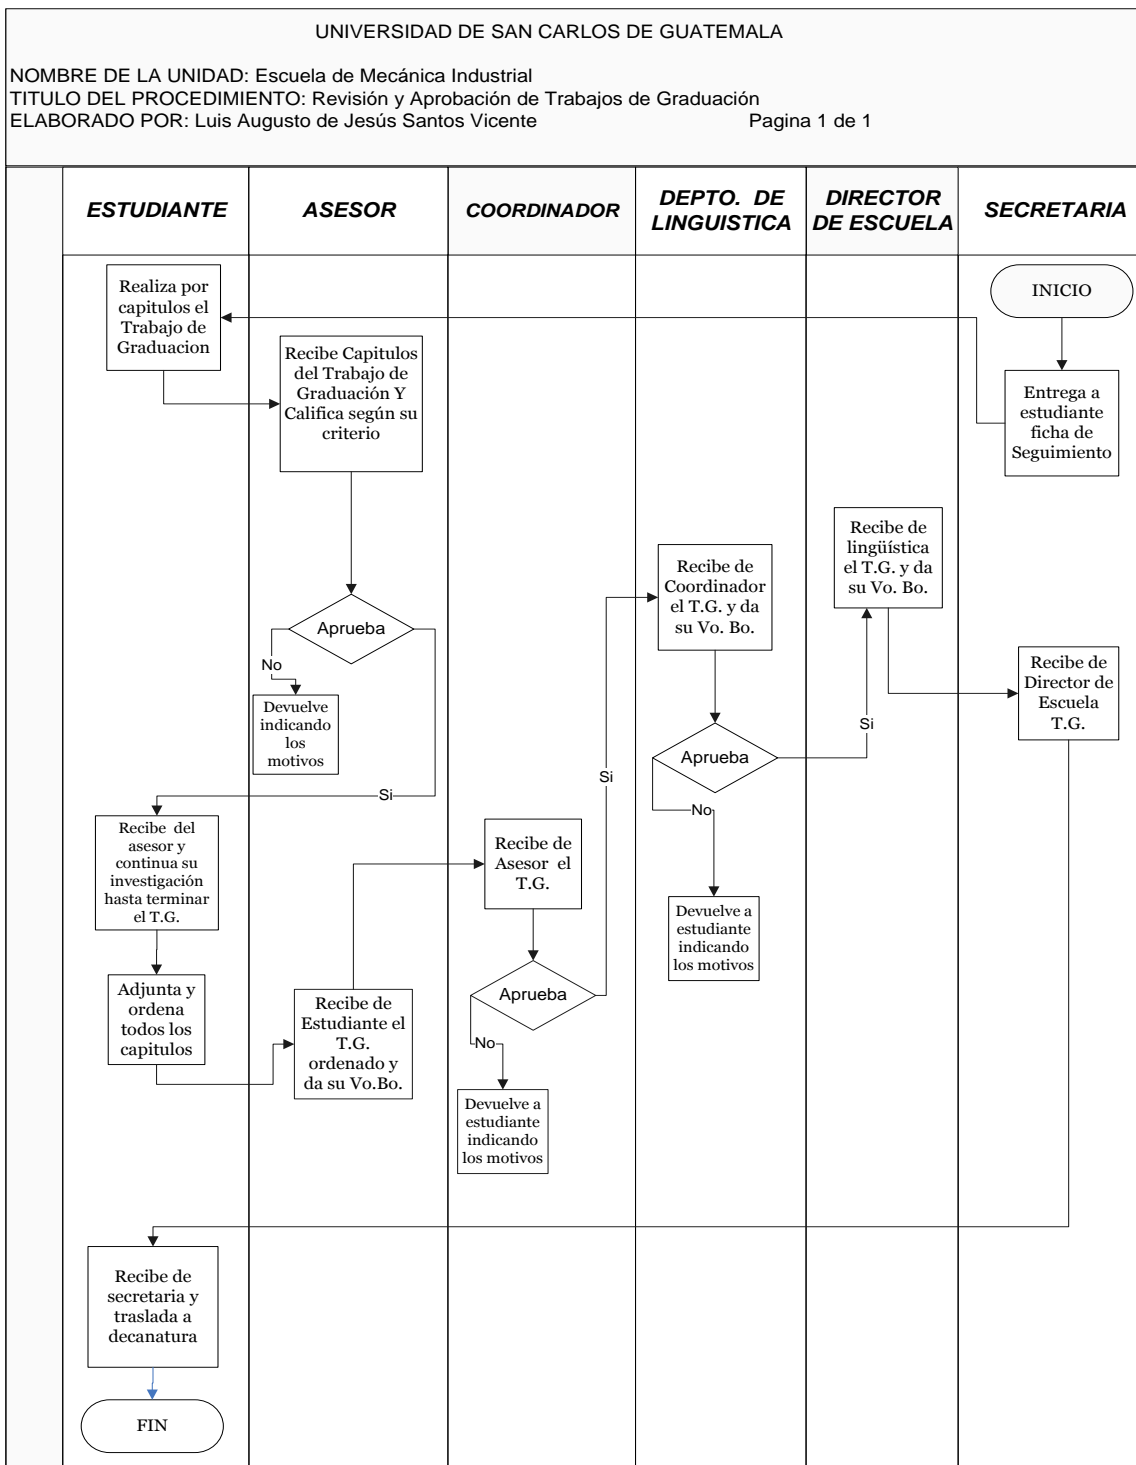 UNIVERSIDAD DE SAN CARLOS DE GUATEMALA
NOMBRE DE LA UNIDAD: Escuela de Mecánica Industrial
TITULO DEL PROCEDIMIENTO: Revisión y Aprobación de Trabajos de Graduación
ELABORADO POR: Luis Augusto de Jesús Santos Vicente Pagina 1 de 1
ESTUDIANTE
ASESOR
COORDINADOR
DEPTO. DE
LINGUISTICA
DIRECTOR
DE ESCUELA
SECRETARIA
INICIO
Entrega a
estudiante
ficha de
Seguimiento
Realiza por
capitulos el
Trabajo de
Graduacion
Recibe Capitulos
del Trabajo de
Graduación Y
Califica según su
criterio
Aprueba
No
Devuelve
indicando
los
motivos
Si
Recibe del
asesor y
continua su
investigación
hasta terminar
el T.G.
Adjunta y
ordena
todos los
capitulos
Recibe de
Estudiante el
T.G.
ordenado y
da su Vo.Bo.
Recibe de
Asesor el
T.G.
Aprueba
No
Devuelve a
estudiante
indicando
los motivos
Si
Recibe de
Coordinador
el T.G. y da
su Vo. Bo.
Aprueba
No
Devuelve a
estudiante
indicando
los motivos
Si
Recibe de
lingüística
el T.G. y da
su Vo. Bo.
Recibe de
Director de
Escuela
T.G.
Recibe de
secretaria y
traslada a
decanatura
FIN